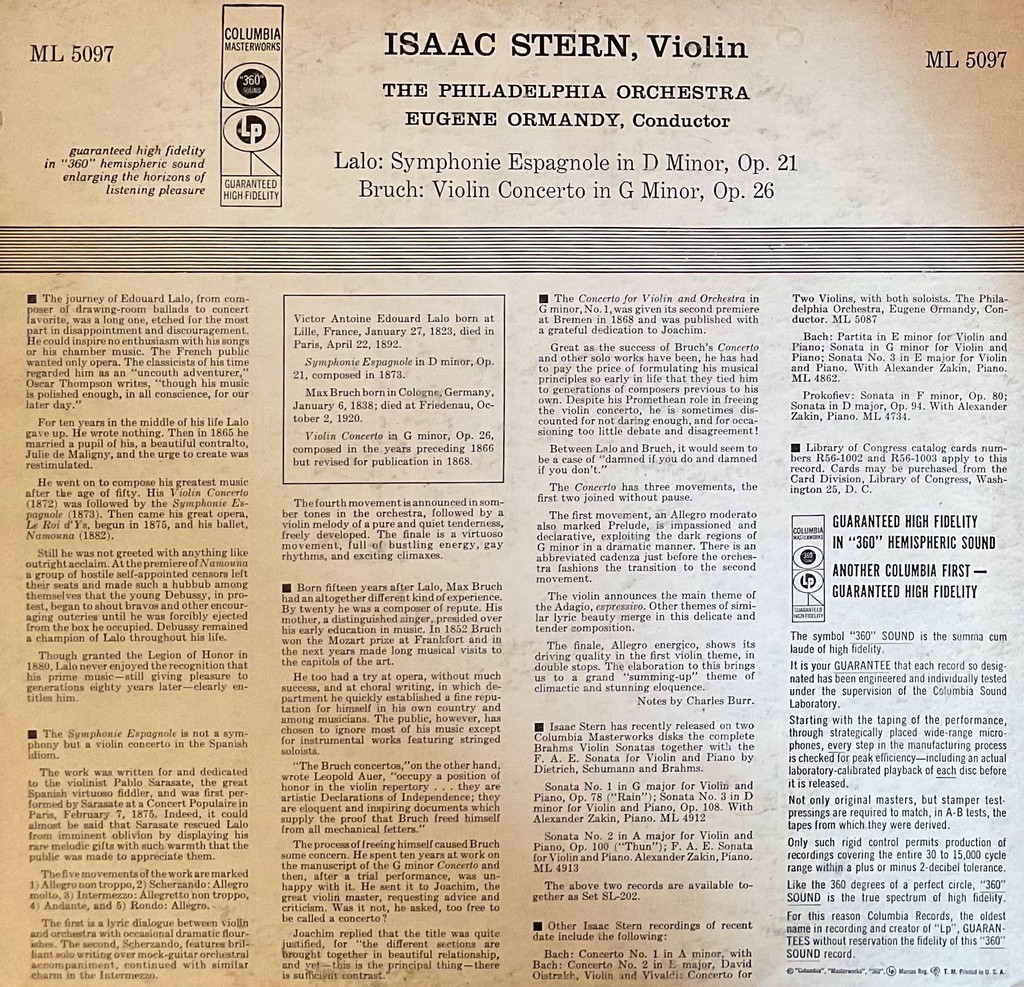 ML 5097
COLUMBIA
MASTERWORKS
"360"
SOUND
Lp
GUARANTEED
HIGH-FIDELITY
guaranteed high fidelity
in "360" hemispheric sound
enlarging the horizons of
listening pleasure
ISAAC STERN, Violin
THE PHILADELPHIA ORCHESTRA
EUGENE ORMANDY, Conductor
Lalo: Symphonie Espagnole in D Minor, Op. 21
Bruch: Violin Concerto in G Minor, Op. 26
ML 5097
■ The journey of Edouard Lalo, from com-
poser of drawing-room ballads to concert
favorite, was a long one, etched for the most
part in disappointment and discouragement.
He could inspire no enthusiasm with his songs
or his chamber music. The French public
wanted only opera. The classicists of his time
regarded him as an "uncouth adventurer,"
Oscar Thompson writes, "though his music
is polished enough, in all conscience, for our
later day."
For ten years in the middle of his life Lalo
gave up. He wrote nothing. Then in 1865 he
married a pupil of his, a beautiful contralto,
Julie de Maligny, and the urge to create was
restimulated.
He went on to compose his greatest music
after the age of fifty. His Violin Concerto
(1872) was followed by the Symphonie Es-
pagnole (1873). Then came his great opera,
Le Roi d'Ys, begun in 1875, and his ballet,
Namouna (1882).
Still he was not greeted with anything like
outright acclaim. At the premiere of Namouna
a group of hostile self-appointed censors left
their seats and made such a hubbub among
themselves that the young Debussy, in pro-
test, began to shout bravos and other encour-
aging outcries until he was forcibly ejected
from the box he occupied. Debussy remained
a champion of Lalo throughout his life.
Though granted the Legion of Honor in
1880, Lalo never enjoyed the recognition that
his prime music—still giving pleasure to
generations eighty years later—clearly en-
titles him.
■ The Symphonie Espagnole is not a sym-
phony but a violin concerto in the Spanish
idiom.
The work was written for and dedicated
to the violinist Pablo Sarasate, the great
Spanish virtuoso fiddler, and was first per-
formed by Sarasate at a Concert Populaire in
Paris, February 7, 1875. Indeed, it could
almost be said that Sarasate rescued Lalo
from imminent oblivion by displaying his
rare melodic gifts with such warmth that the
public was made to appreciate them.
The five movements of the work are marked
1) Allegro non troppo, 2) Scherzando: Allegro
molto, 3) Intermezzo: Allegretto non troppo,
4) Andante, and 5) Rondo: Allegro.
The first is a lyric dialogue between violin
and orchestra with occasional dramatic flour-
ishes. The second, Scherzando, features bril-
liant solo writing over mock-guitar orchestral
accompaniment, continued with similar
charm in the Intermezzo.
Victor Antoine Edouard Lalo born at
Lille, France, January 27, 1823, died in
Paris, April 22, 1892.
Symphonie Espagnole in D minor, Op.
21, composed in 1873.
Max Bruch born in Cologne, Germany,
January 6, 1838; died at Friedenau, Oc-
tober 2, 1920.
Violin Concerto in G minor, Op. 26,
composed in the years preceding 1866
but revised for publication in 1868.
The fourth movement is announced in som-
ber tones in the orchestra, followed by a
violin melody of a pure and quiet tenderness,
freely developed. The finale is a virtuoso
movement, full of bustling energy, gay
rhythms, and exciting climaxes.
■ Born fifteen years after Lalo, Max Bruch
had an altogether different kind of experience.
By twenty he was a composer of repute. His
mother, a distinguished singer, presided over
his early education in music. In 1852 Bruch
won the Mozart prize at Frankfort and in
the next years made long musical visits to
the capitols of the art.
He too had a try at opera, without much
success, and at choral writing, in which de-
partment he quickly established a fine repu-
tation for himself in his own country and
among musicians. The public, however, has
chosen to ignore most of his music except
for instrumental works featuring stringed
soloists.
"The Bruch concertos," on the other hand,
wrote Leopold Auer, "occupy a position of
honor in the violin repertory . . . they are
artistic Declarations of Independence; they
are eloquent and inspiring documents which
supply the proof that Bruch freed himself
from all mechanical fetters."
The process of freeing himself caused Bruch
some concern. He spent ten years at work on
the manuscript of the G minor Concerto and
then, after a trial performance, was un-
happy with it. He sent it to Joachim, the
great violin master, requesting advice and
criticism. Was it not, he asked, too free to
be called a concerto?
Joachim replied that the title was quite
justified, for "the different sections are
brought together in beautiful relationship,
and yet—this is the principal thing—there
is sufficient contrast."
■ The Concerto for Violin and Orchestra in
G minor, No. 1, was given its second premiere
at Bremen in 1868 and was published with
a grateful dedication to Joachim.
Great as the success of Bruch's Concerto
and other solo works have been, he has had
to pay the price of formulating his musical
principles so early in life that they tied him
to generations of composers previous to his
own. Despite his Promethean role in freeing
the violin concerto, he is sometimes dis-
counted for not daring enough, and for occa-
sioning too little debate and disagreement!
Between Lalo and Bruch, it would seem to
be a case of "damned if you do and damned
if you don't."
The Concerto has three movements, the
first two joined without pause.
The first movement, an Allegro moderato
also marked Prelude, is impassioned and
declarative, exploiting the dark regions of
G minor in a dramatic manner. There is an
abbreviated cadenza just before the orches-
tra fashions the transition to the second
movement.
The violin announces the main theme of
the Adagio, espressivo. Other themes of simi-
lar lyric beauty merge in this delicate and
tender composition.
The finale, Allegro energico, shows its
driving quality in the first violin theme, in
double stops. The elaboration to this brings
us to a grand "summing-up" theme of
climactic and stunning eloquence.
Notes by Charles Burr.
■ Isaac Stern has recently released on two
Columbia Masterworks disks the complete
Brahms Violin Sonatas together with the
F. A. E. Sonata for Violin and Piano by
Dietrich, Schumann and Brahms.
Sonata No. 1 in G major for Violin and
Piano, Op. 78 ("Rain"); Sonata No. 3 in D
minor for Violin and Piano, Op. 108. With
Alexander Zakin, Piano. ML 4912
Sonata No. 2 in A major for Violin and
Piano, Op. 100 ("Thun"); F. A. E. Sonata
for Violin and Piano. Alexander Zakin, Piano.
ML 4913
The above two records are available to-
gether as Set SL-202.
■ Other Isaac Stern recordings of recent
date include the following:
Bach: Concerto No. 1 in A minor, with
Bach: Concerto No. 2 in E major, David
Oistrakh, Violin and Vivaldi: Concerto for
Two Violins, with both soloists. The Phila-
delphia Orchestra, Eugene Ormandy, Con-
ductor. ML 5087
Bach: Partita in E minor for Violin and
Piano; Sonata in G minor for Violin and
Piano; Sonata No. 3 in E major for Violin
and Piano. With Alexander Zakin, Piano.
ML 4862.
Prokofiev: Sonata in F minor, Op. 80;
Sonata in D major, Op. 94. With Alexander
Zakin, Piano. ML 4734.
■ Library of Congress catalog cards num-
bers R56-1002 and R56-1003 apply to this
record. Cards may be purchased from the
Card Division, Library of Congress, Wash-
ington 25, D. C.
COLUMBIA
MASTERWORKS
"360"
Lp
GUARANTEED
HIGH-FIDELITY
GUARANTEED HIGH FIDELITY
IN "360" HEMISPHERIC SOUND
ANOTHER COLUMBIA FIRST—
GUARANTEED HIGH FIDELITY
The symbol "360" SOUND is the summa cum
laude of high fidelity.
It is your GUARANTEE that each record so desig-
nated has been engineered and individually tested
under the supervision of the Columbia Sound
Laboratory.
Starting with the taping of the performance,
through strategically placed wide-range micro-
phones, every step in the manufacturing process
is checked for peak efficiency—including an actual
laboratory-calibrated playback of each disc before
it is released.
Not only original masters, but stamper test-
pressings are required to match, in A-B tests, the
tapes from which they were derived.
Only such rigid control permits production of
recordings covering the entire 30 to 15,000 cycle
range within a plus or minus 2-decibel tolerance.
Like the 360 degrees of a perfect circle, "360"
SOUND is the true spectrum of high fidelity.
For this reason Columbia Records, the oldest
name in recording and creator of "Lp", GUARAN-
TEES without reservation the fidelity of this "360"
SOUND record.
® "Columbia", "Masterworks", "360", Lp Marcas Reg. ® T. M. Printed in U. S. A.